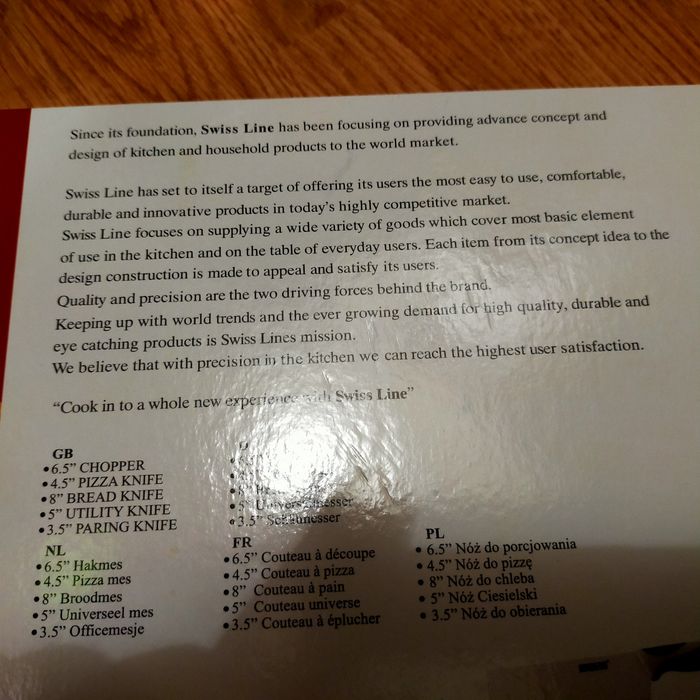 Since its foundation, Swiss Line has been focusing on providing advance concept and
design of kitchen and household products to the world market.
Swiss Line has set to itself a target of offering its users the most easy to use, comfortable,
durable and innovative products in today's highly competitive market.
Swiss Line focuses on supplying a wide variety of goods which cover most basic element
of use in the kitchen and on the table of everyday users. Each item from its concept idea to the
design construction is made to appeal and satisfy its users.
Quality and precision are the two driving forces behind the brand.
Keeping up with world trends and the ever growing demand for high quality, durable and
eye catching products is Swiss Lines mission.
We believe that with precision in the kitchen we can reach the highest user satisfaction.
“Cook in to a whole new experience with Swiss Line”
GB
• 6.5” CHOPPER
• 4.5” PIZZA KNIFE
• 8” BREAD KNIFE
• 5” UTILITY KNIFE
• 3.5” PARING KNIFE
• 5”
• 3.5”
NL
• 6.5” Hakmes
• 4.5” Pizza mes
• 8” Broodmes
• 5” Universeel mes
• 3.5” Officemesje
FR
• 6.5” Couteau à découpe
• 4.5” Couteau à pizza
• 8” Couteau à pain
• 5” Couteau universe
• 3.5” Couteau à éplucher
PL
• 6.5” Nóż do porcjowania
• 4.5” Nóż do pizzę
• 8” Nóż do chleba
• 5” Nóż Ciesielski
• 3.5” Nóż do obierania